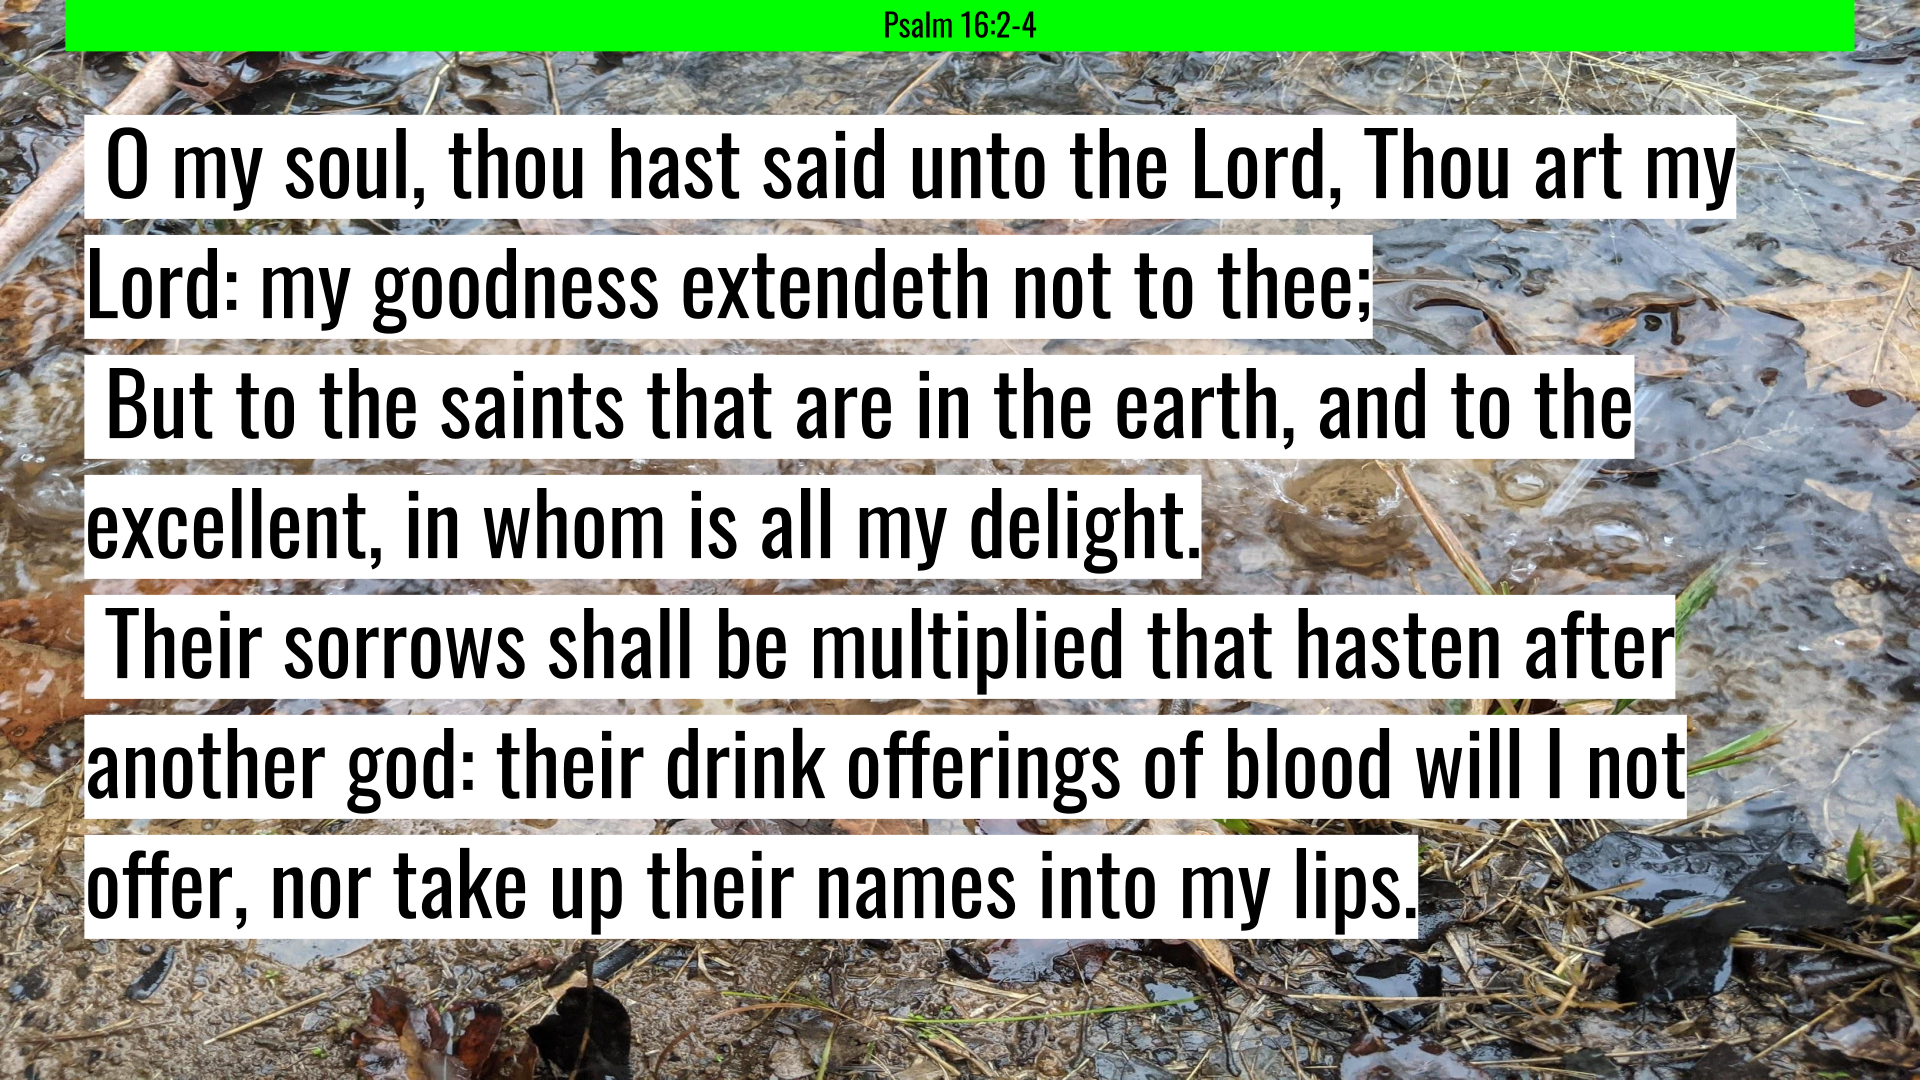 Psalm 16:2-4
O my soul, thou hast said unto the Lord, Thou art my
Lord: my goodness extendeth not to thee;
But to the saints that are in the earth, and to the
excellent, in whom is all my delight.
Their sorrows shall be multiplied that hasten after
another god: their drink offerings of blood will I not
offer, nor take up their names into my lips.